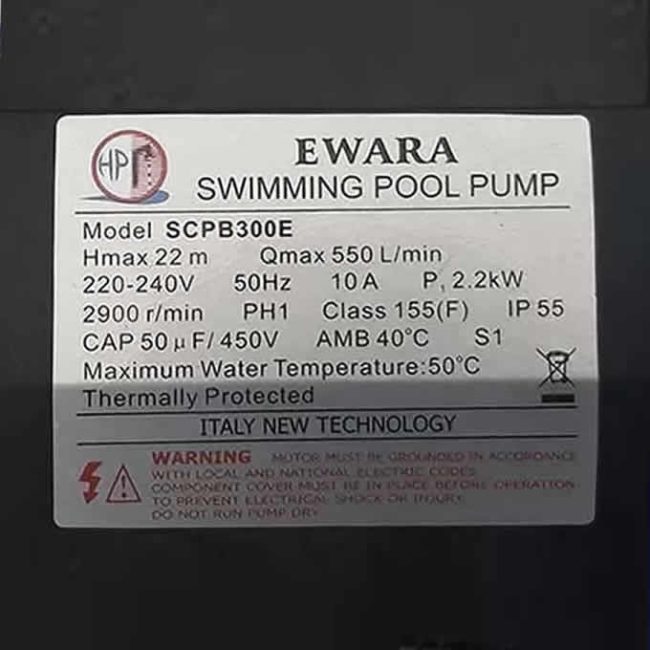 HP
EWARA
SWIMMING POOL PUMP
Model SCPB300E
Hmax 22 m Qmax 550 L/min
220-240V 50Hz 10 A P₁ 2.2kW
2900 r/min PH1 Class 155(F) IP 55
CAP 50 μF/ 450V AMB 40°C S1
Maximum Water Temperature:50°C
Thermally Protected
ITALY NEW TECHNOLOGY
WARNING MOTOR MUST BE GROUNDED IN ACCORDANCE
WITH LOCAL AND NATIONAL ELECTRIC CODES
COMPONENT COVER MUST BE IN PLACE BEFORE OPERATION
TO PREVENT ELECTRICAL SHOCK OR INJURY
DO NOT RUN PUMP DRY